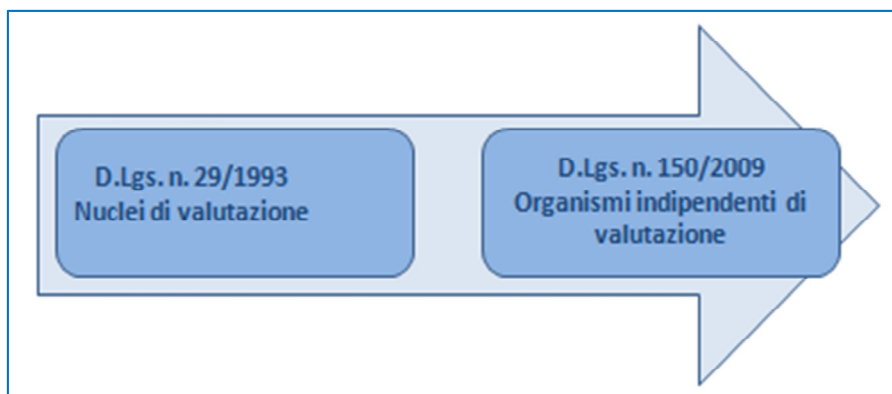 D.Lgs. n. 29/1993
Nuclei di valutazione
D.Lgs. n. 150/2009
Organismi indipendenti di
valutazione